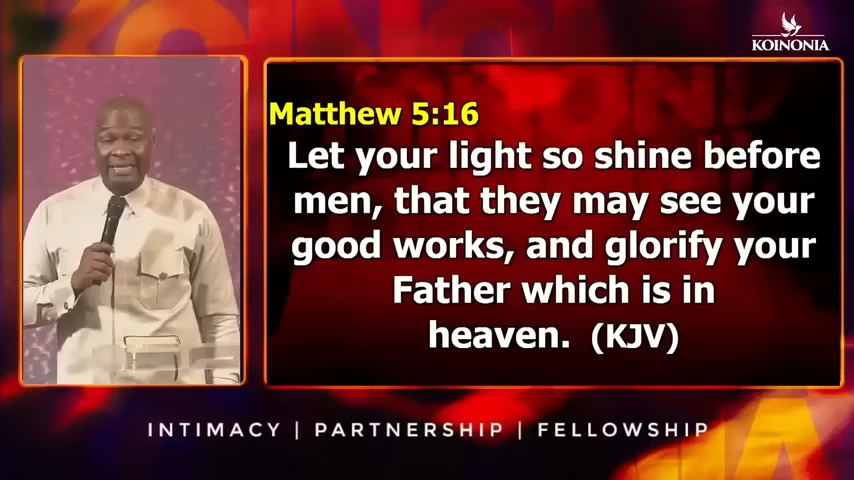 KOINONIA
Matthew 5:16
Let your light so shine before
men, that they may see your
good works, and glorify your
Father which is in
heaven. (KJV)
INTIMACY | PARTNERSHIP | FELLOWSHIP